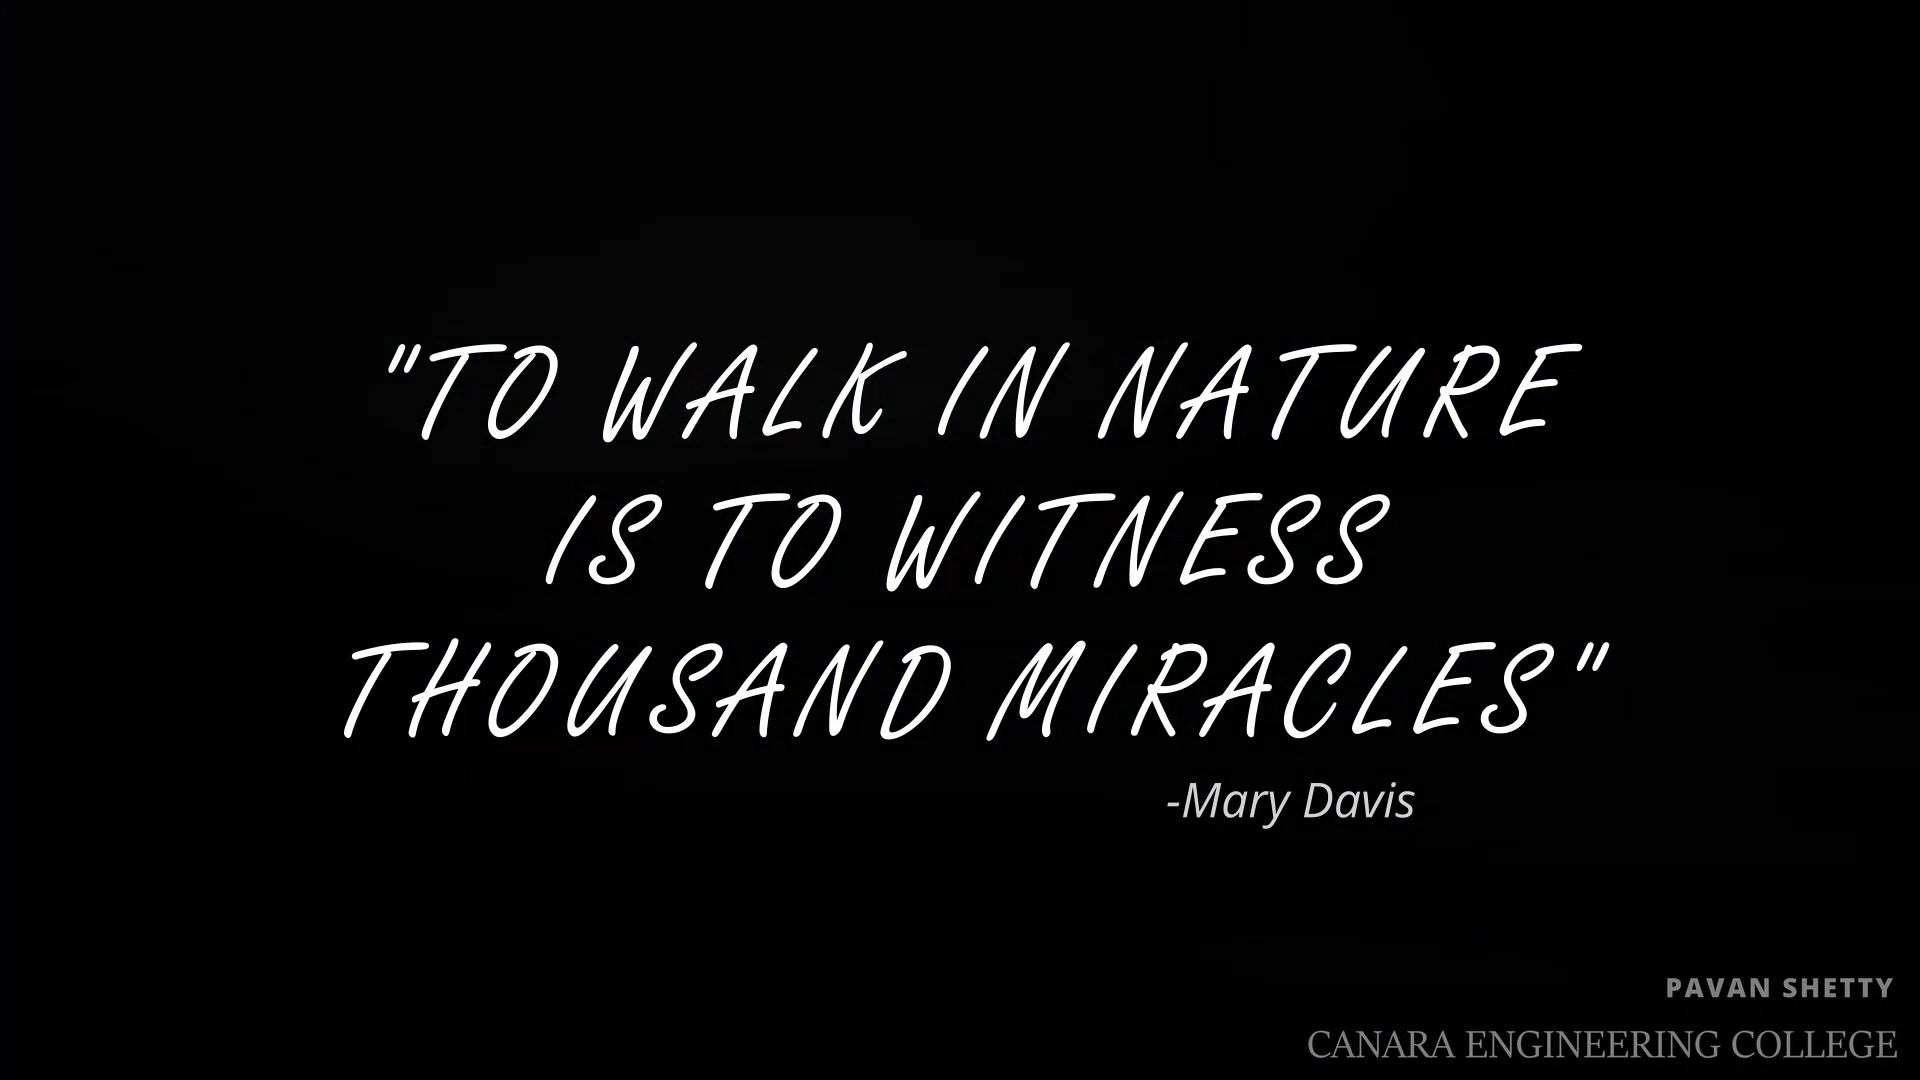 "TO WALK IN NATURE
IS TO WITNESS
THOUSAND MIRACLES"
-Mary Davis
PAVAN SHETTY
CANARA ENGINEERING COLLEGE